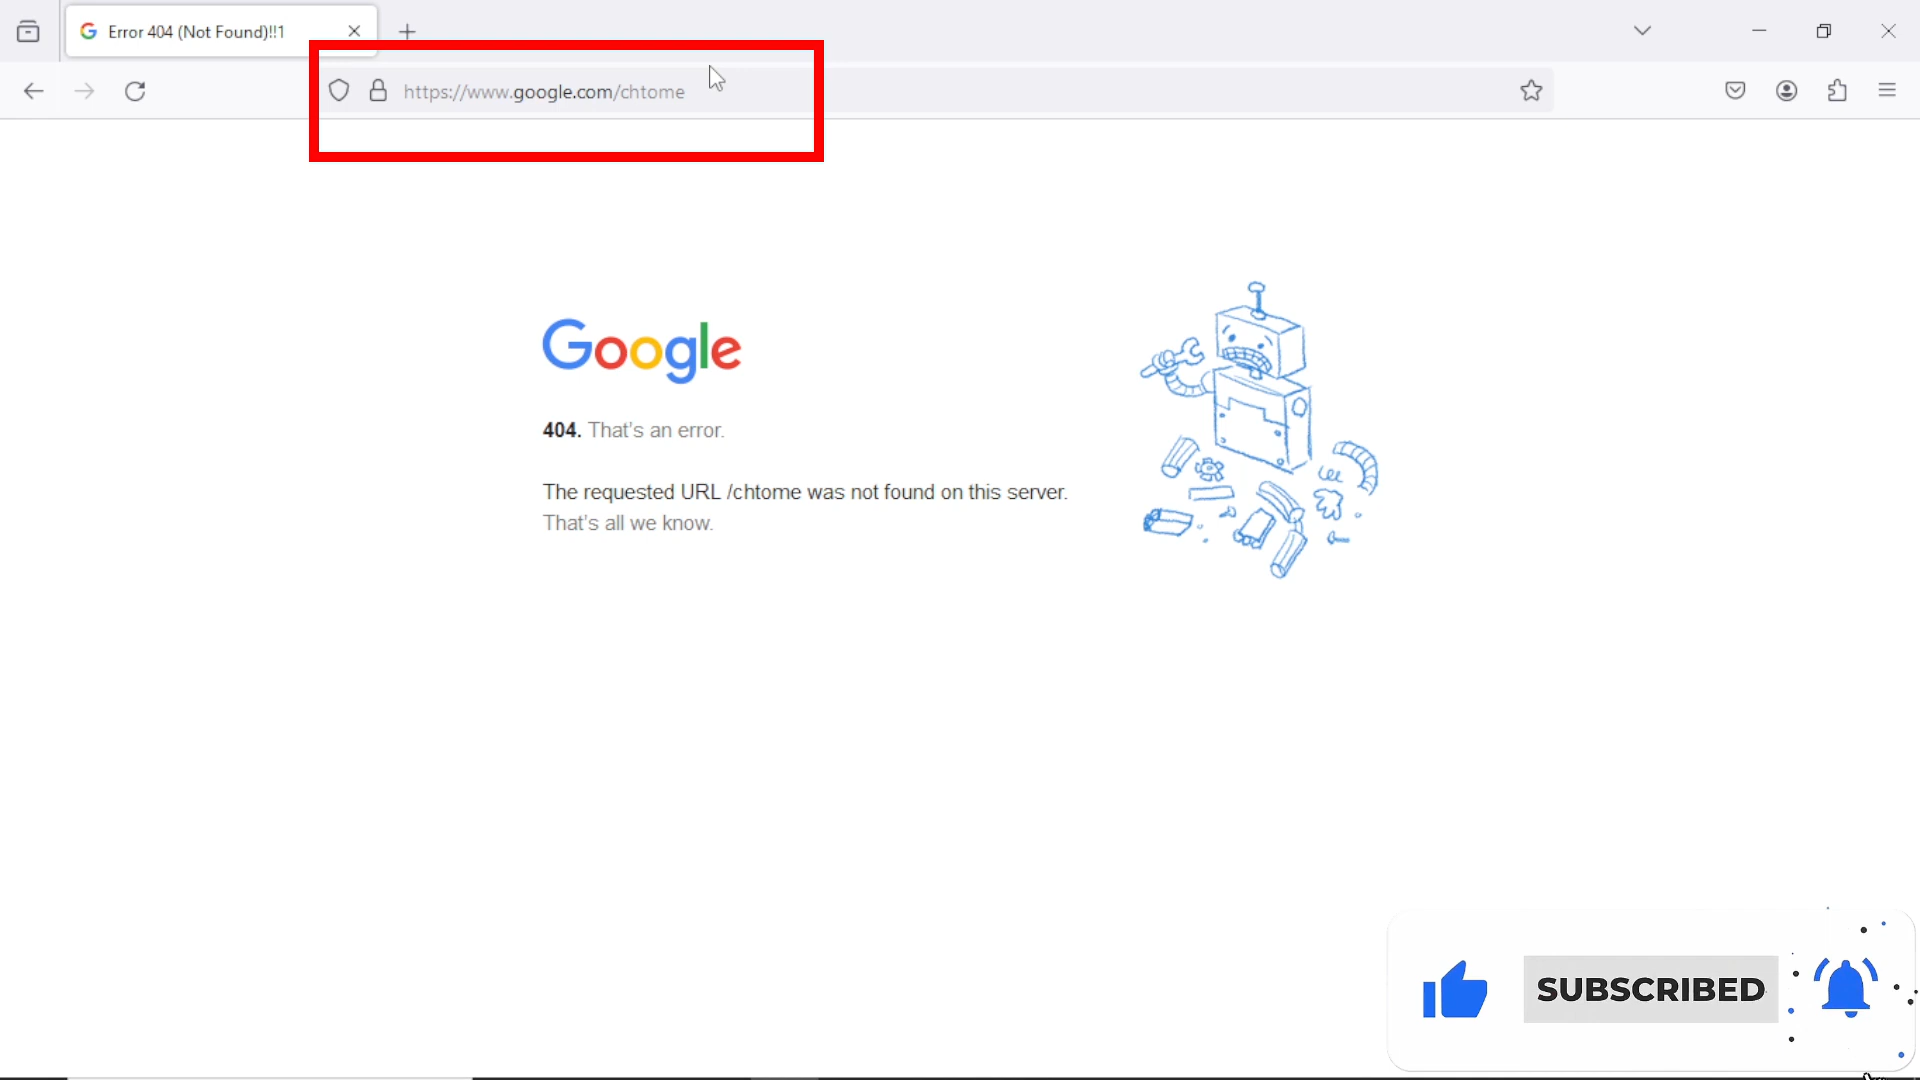 Error 404 (Not Found)!!1
https://www.google.com/chtome
Google
404. That's an error.
The requested URL /chtome was not found on this server.
That's all we know.
SUBSCRIBED